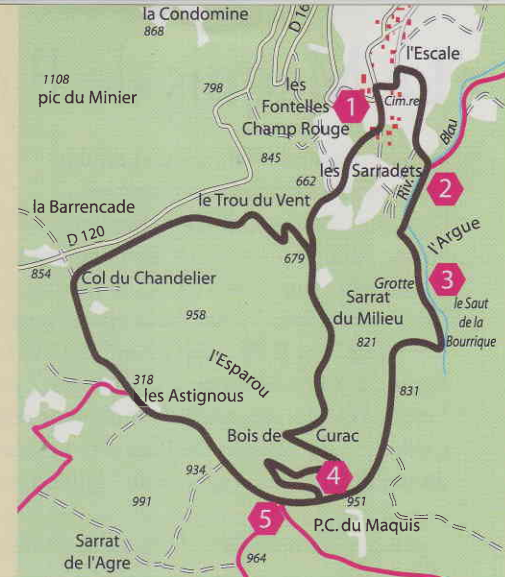 la Condomine
868
D 16
l'Escale
1108
pic du Minier
798
les
Fontelles
Champ Rouge
1
Cim.re
845
662
les Sarradets
Riv. Blau
2
la Barrencade
le Trou du Vent
D 120
l'Argue
854
Col du Chandelier
679
Grotte
3
Sarrat
du Milieu
le Saut
de la
Bourrique
958
821
l'Esparou
831
318
les Astignous
Bois de Curac
934
4
991
951
5
P.C. du Maquis
Sarrat
de l'Agre
964